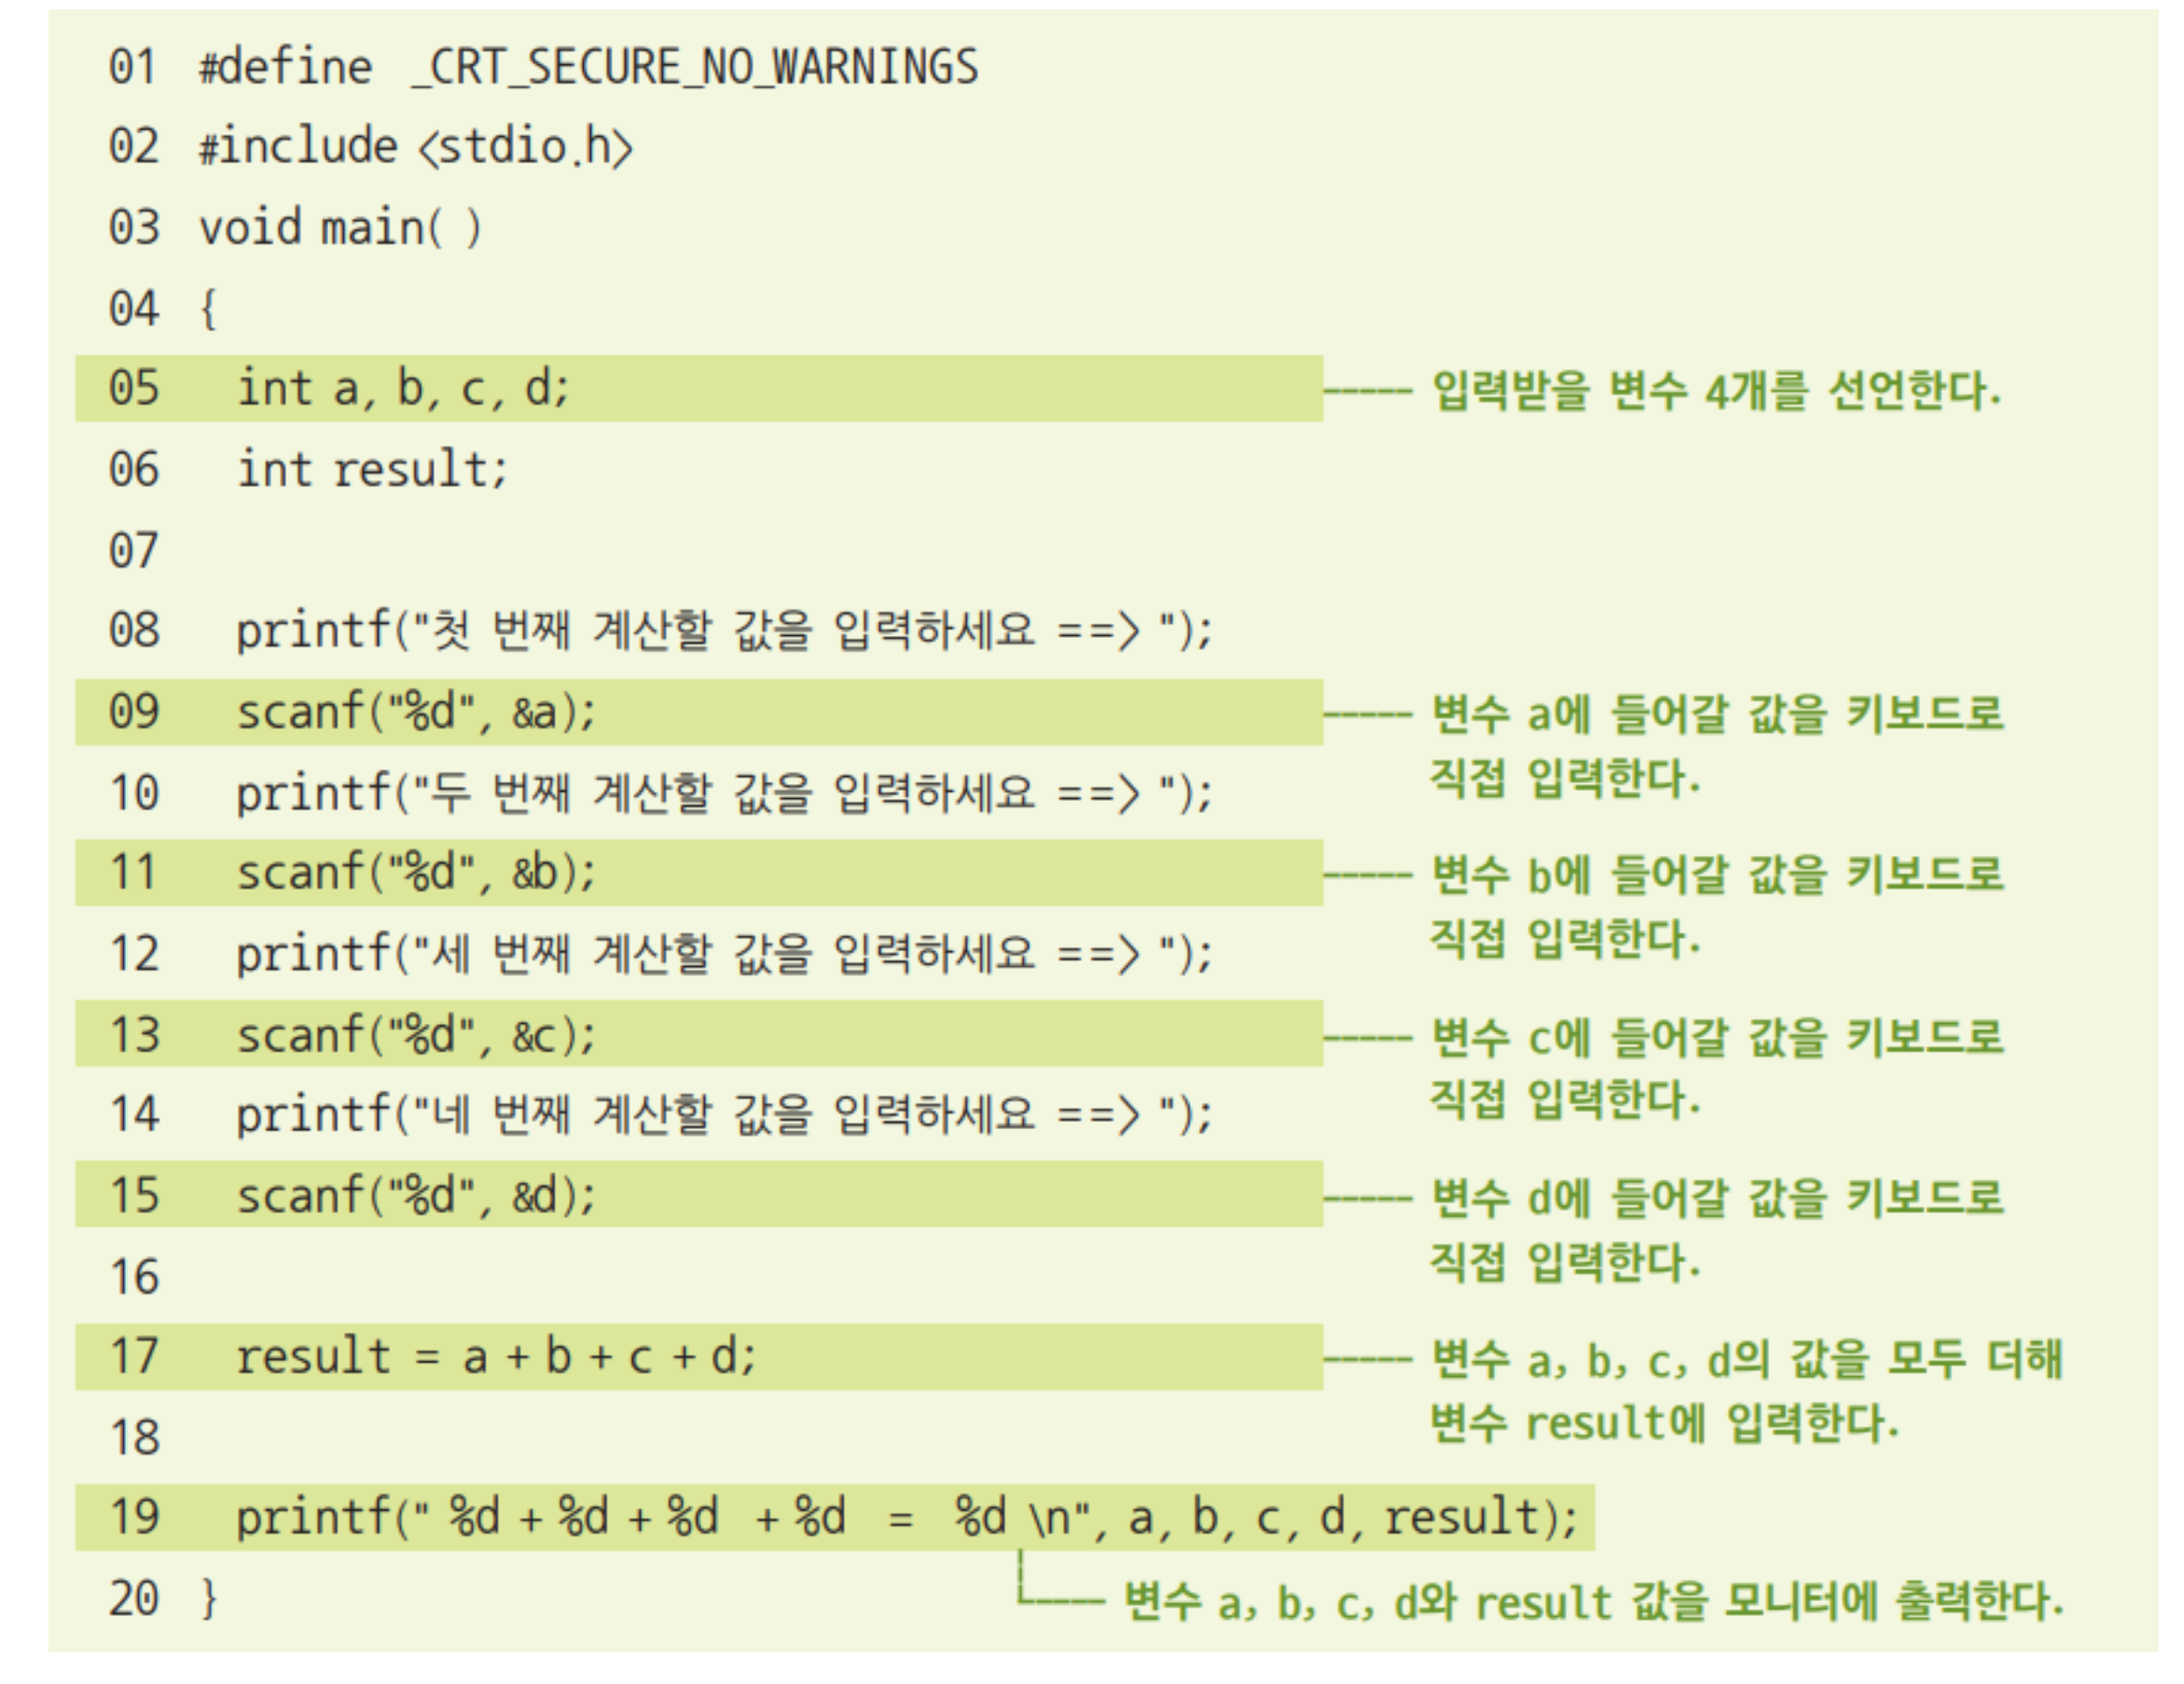 01 #define _CRT_SECURE_NO_WARNINGS
02 #include <stdio.h>
03 void main( )
04 {
05 int a, b, c, d; 입력받을 변수 4개를 선언한다.
06 int result;
07
08 printf("첫 번째 계산할 값을 입력하세요 ==> ");
09 scanf("%d", &a); 변수 a에 들어갈 값을 키보드로
직접 입력한다.
10 printf("두 번째 계산할 값을 입력하세요 ==> ");
11 scanf("%d", &b); 변수 b에 들어갈 값을 키보드로
직접 입력한다.
12 printf("세 번째 계산할 값을 입력하세요 ==> ");
13 scanf("%d", &c); 변수 c에 들어갈 값을 키보드로
직접 입력한다.
14 printf("네 번째 계산할 값을 입력하세요 ==> ");
15 scanf("%d", &d); 변수 d에 들어갈 값을 키보드로
직접 입력한다.
16
17 result = a + b + c + d; 변수 a, b, c, d의 값을 모두 더해
변수 result에 입력한다.
18
19 printf(" %d + %d + %d + %d = %d \n", a, b, c, d, result);
20 } 변수 a, b, c, d와 result 값을 모니터에 출력한다.